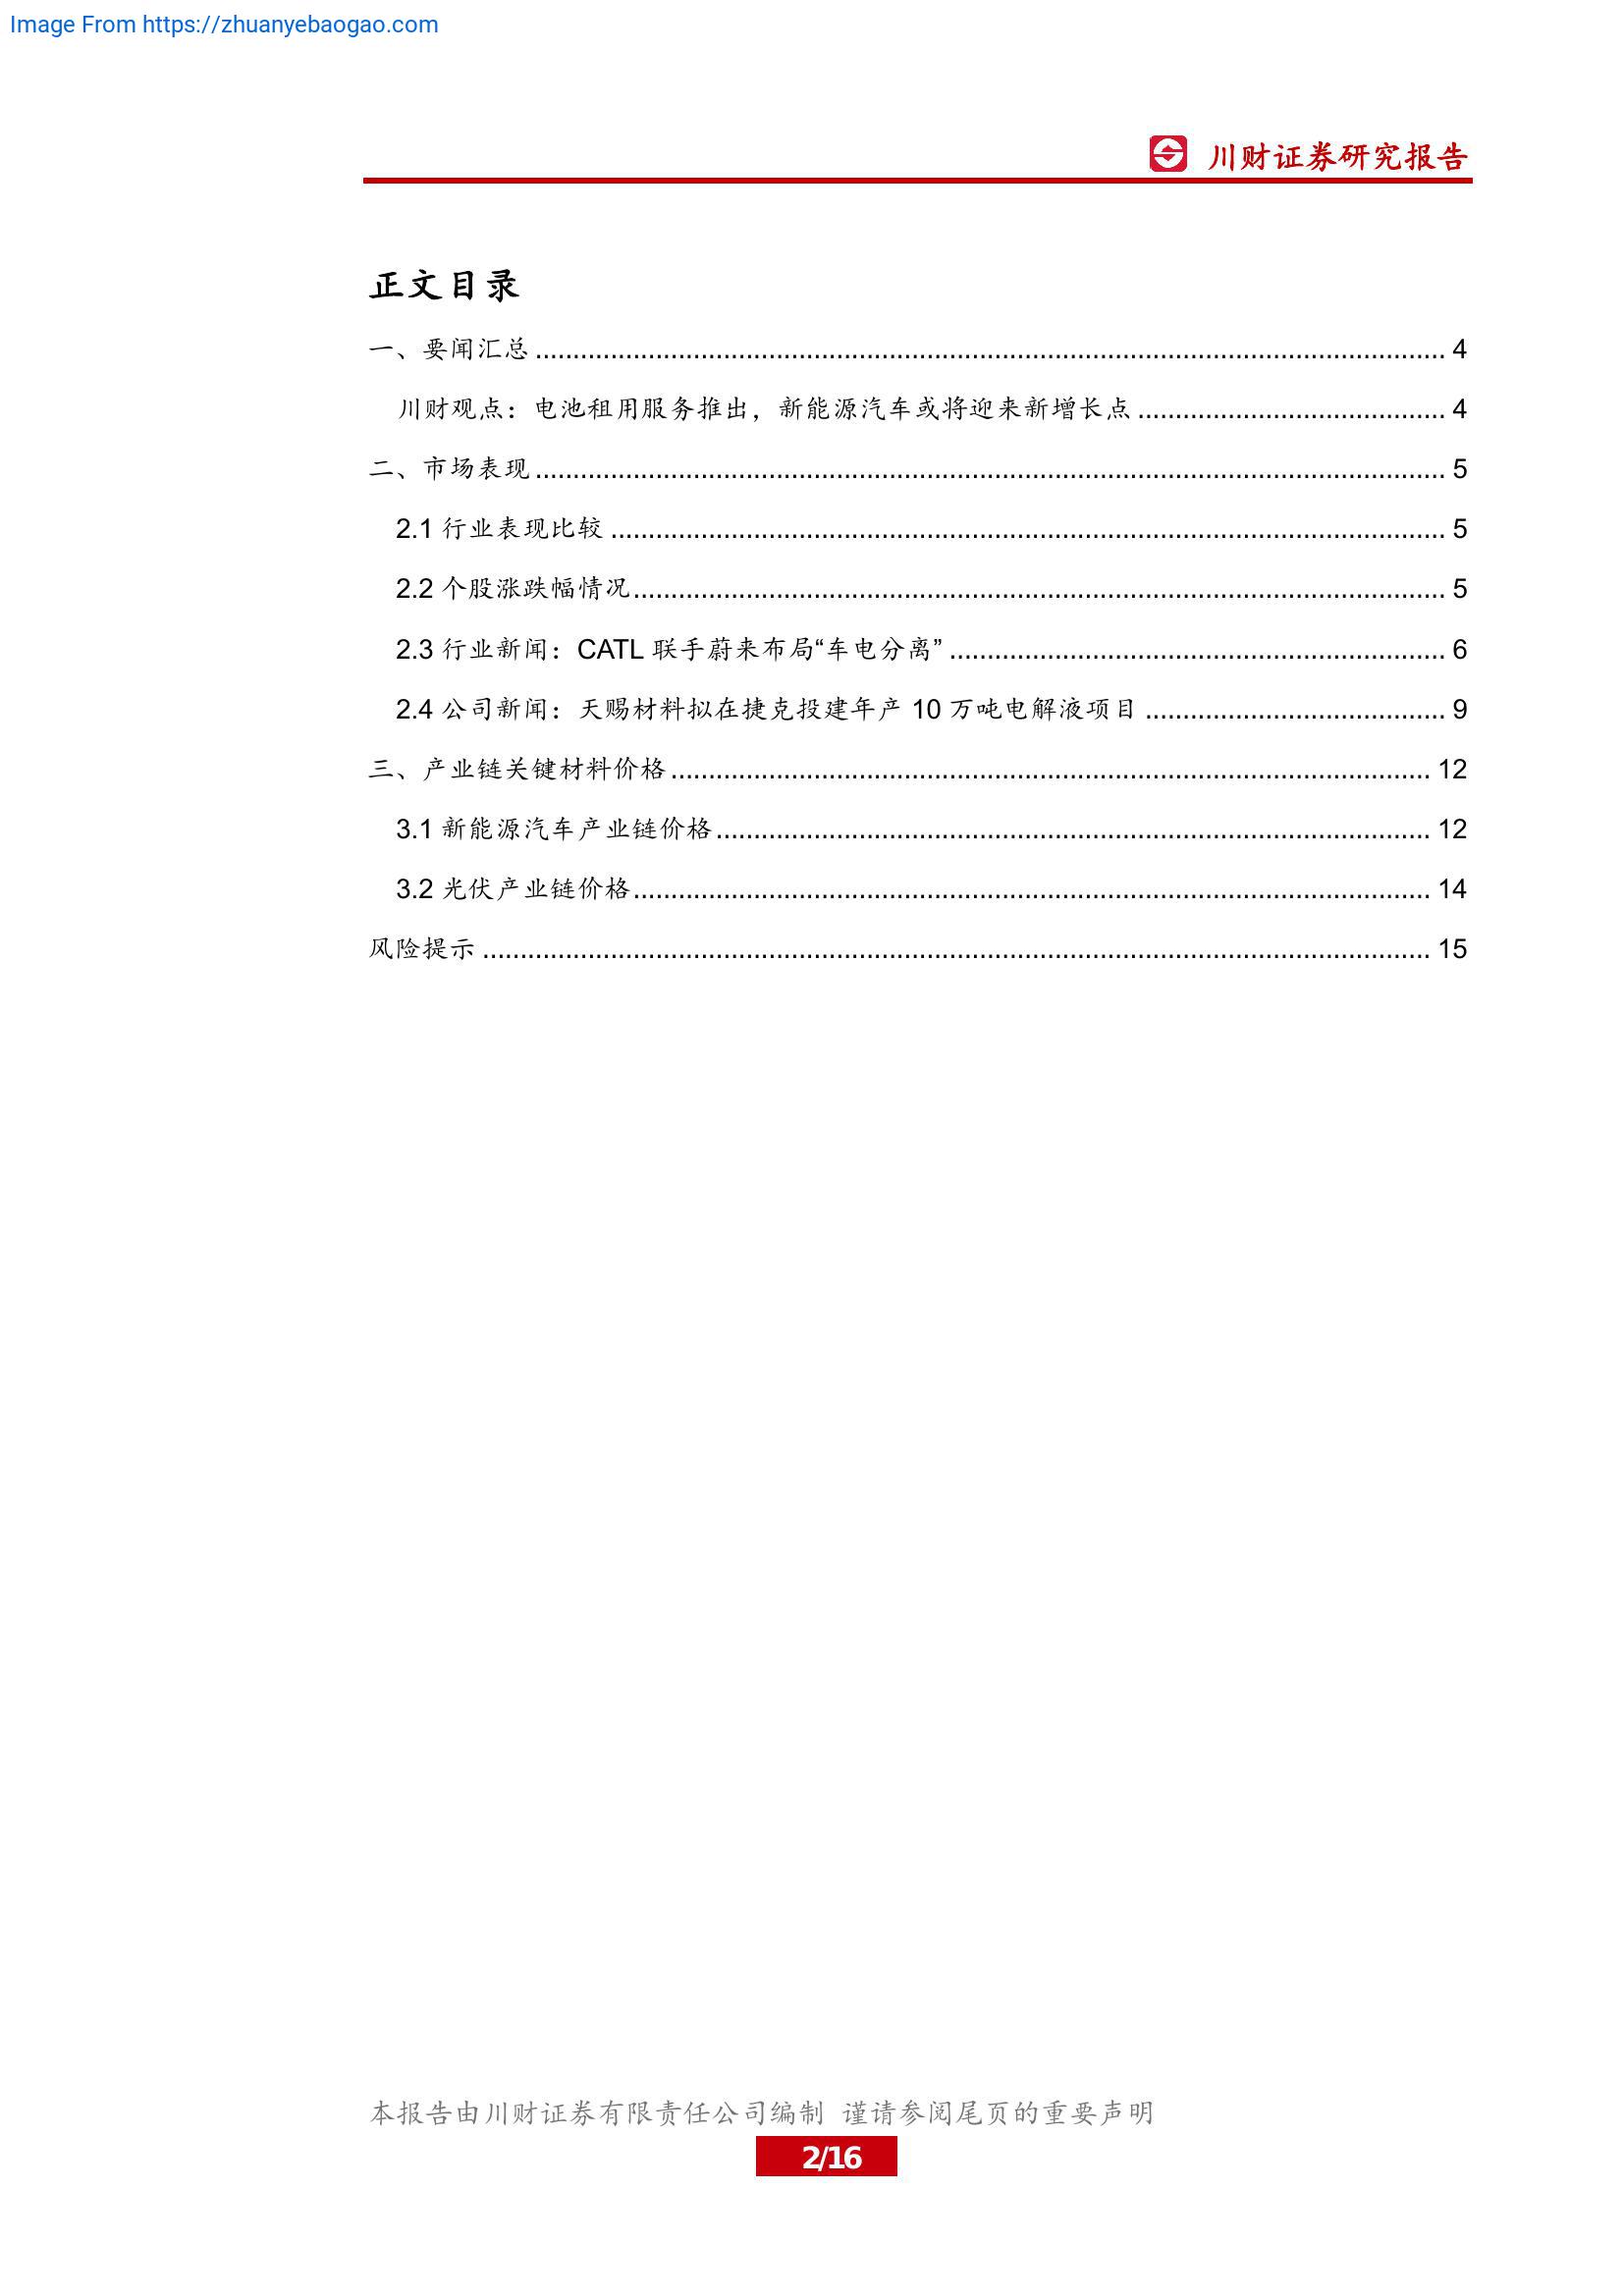 Image From https://zhuanyebaogao.com
川财证券研究报告
正文目录
一、要闻汇总 ........................................ 4
川财观点：电池租用服务推出，新能源汽车或将迎来新增长点 ........................................ 4
二、市场表现 ........................................ 5
2.1 行业表现比较 ........................................ 5
2.2 个股涨跌幅情况 ........................................ 5
2.3 行业新闻：CATL 联手蔚来布局“车电分离” ........................................ 6
2.4 公司新闻：天赐材料拟在捷克投建年产 10 万吨电解液项目 ........................................ 9
三、产业链关键材料价格 ........................................ 12
3.1 新能源汽车产业链价格 ........................................ 12
3.2 光伏产业链价格 ........................................ 14
风险提示 ........................................ 15
本报告由川财证券有限责任公司编制 谨请参阅尾页的重要声明
2/16